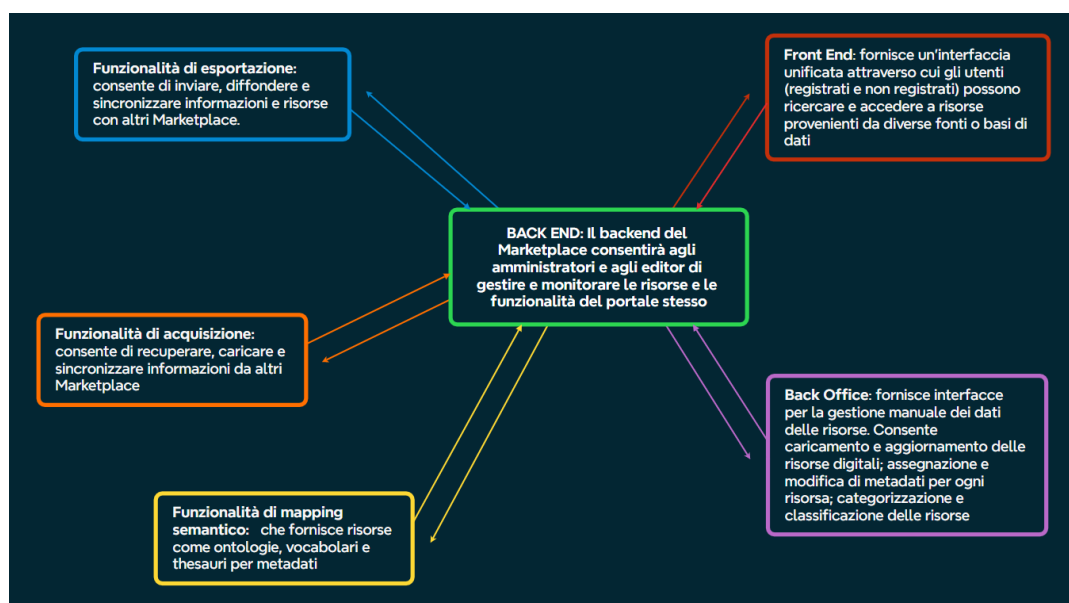 Funzionalità di esportazione:
consente di inviare, diffondere e
sincronizzare informazioni e risorse
con altri Marketplace.
Front End: fornisce un'interfaccia
unificata attraverso cui gli utenti
(registrati e non registrati) possono
ricercare e accedere a risorse
provenienti da diverse fonti o basi di
dati
BACK END: Il backend del
Marketplace consentirà agli
amministratori e agli editor di
gestire e monitorare le risorse e le
funzionalità del portale stesso
Funzionalità di acquisizione:
consente di recuperare, caricare e
sincronizzare informazioni da altri
Marketplace
Back Office: fornisce interfacce
per la gestione manuale dei dati
delle risorse. Consente
caricamento e aggiornamento delle
risorse digitali; assegnazione e
modifica di metadati per ogni
risorsa; categorizzazione e
classificazione delle risorse
Funzionalità di mapping
semantico: che fornisce risorse
come ontologie, vocabolari e
thesauri per metadati